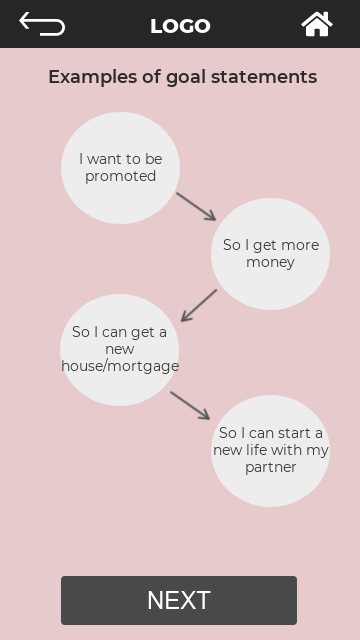 LOGO
Examples of goal statements
I want to be
promoted
So I get more
money
So I can get a
new
house/mortgage
So I can start a
new life with my
partner
NEXT